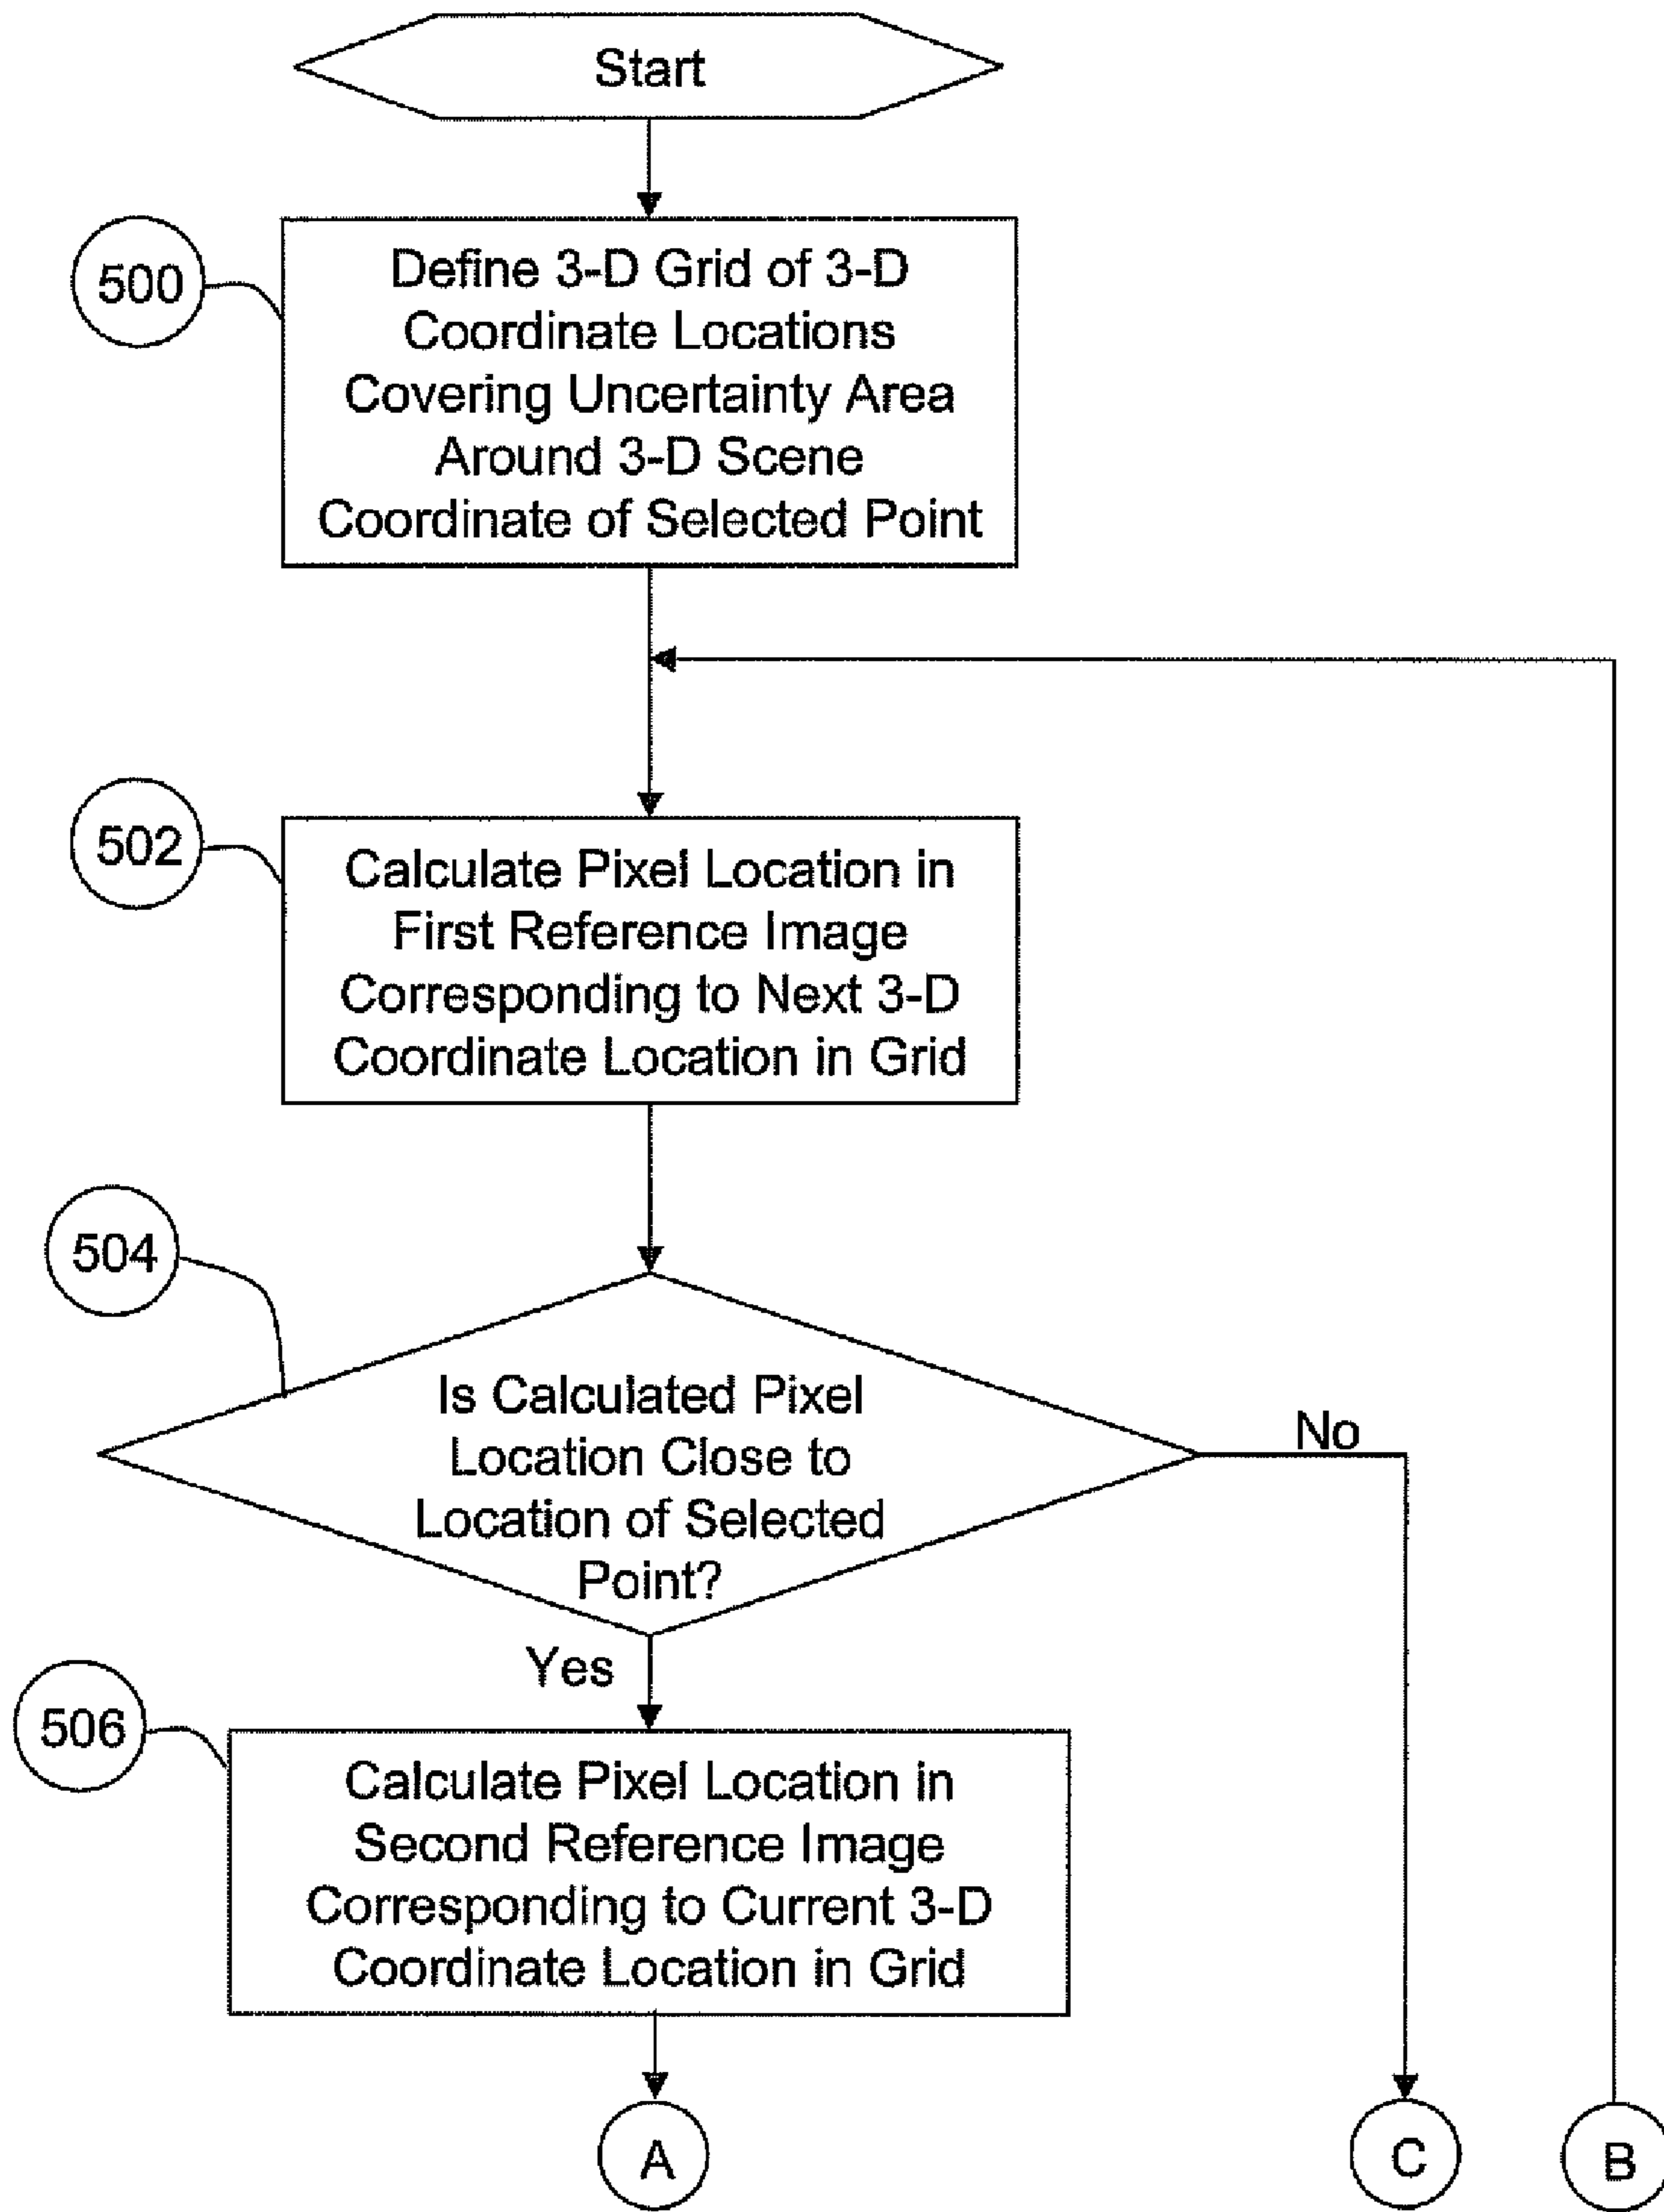 Start
500
Define 3-D Grid of 3-D
Coordinate Locations
Covering Uncertainty Area
Around 3-D Scene
Coordinate of Selected Point
502
Calculate Pixel Location in
First Reference Image
Corresponding to Next 3-D
Coordinate Location in Grid
504
Is Calculated Pixel
Location Close to
Location of Selected
Point?
No
Yes
506
Calculate Pixel Location in
Second Reference Image
Corresponding to Current 3-D
Coordinate Location in Grid
A
C
B